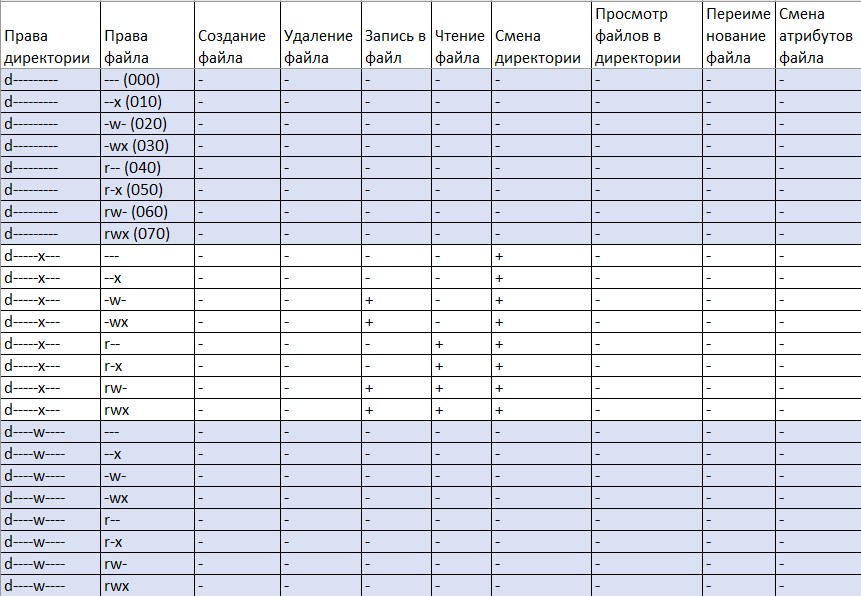 Права директории | Права файла | Создание файла | Удаление файла | Запись в файл | Чтение файла | Смена директории | Просмотр файлов в директории | Переиме нование файла | Смена атрибутов файла
d--------- | --- (000) | - | - | - | - | - | - | - | -
d--------- | --x (010) | - | - | - | - | - | - | - | -
d--------- | -w- (020) | - | - | - | - | - | - | - | -
d--------- | -wx (030) | - | - | - | - | - | - | - | -
d--------- | r-- (040) | - | - | - | - | - | - | - | -
d--------- | r-x (050) | - | - | - | - | - | - | - | -
d--------- | rw- (060) | - | - | - | - | - | - | - | -
d--------- | rwx (070) | - | - | - | - | - | - | - | -
d-----x--- | --- | - | - | - | - | + | - | - | -
d-----x--- | --x | - | - | - | - | + | - | - | -
d-----x--- | -w- | - | - | + | - | + | - | - | -
d-----x--- | -wx | - | - | + | - | + | - | - | -
d-----x--- | r-- | - | - | - | + | + | - | - | -
d-----x--- | r-x | - | - | - | + | + | - | - | -
d-----x--- | rw- | - | - | + | + | + | - | - | -
d-----x--- | rwx | - | - | + | + | + | - | - | -
d----w---- | --- | - | - | - | - | - | - | - | -
d----w---- | --x | - | - | - | - | - | - | - | -
d----w---- | -w- | - | - | - | - | - | - | - | -
d----w---- | -wx | - | - | - | - | - | - | - | -
d----w---- | r-- | - | - | - | - | - | - | - | -
d----w---- | r-x | - | - | - | - | - | - | - | -
d----w---- | rw- | - | - | - | - | - | - | - | -
d----w---- | rwx | - | - | - | - | - | - | - | -